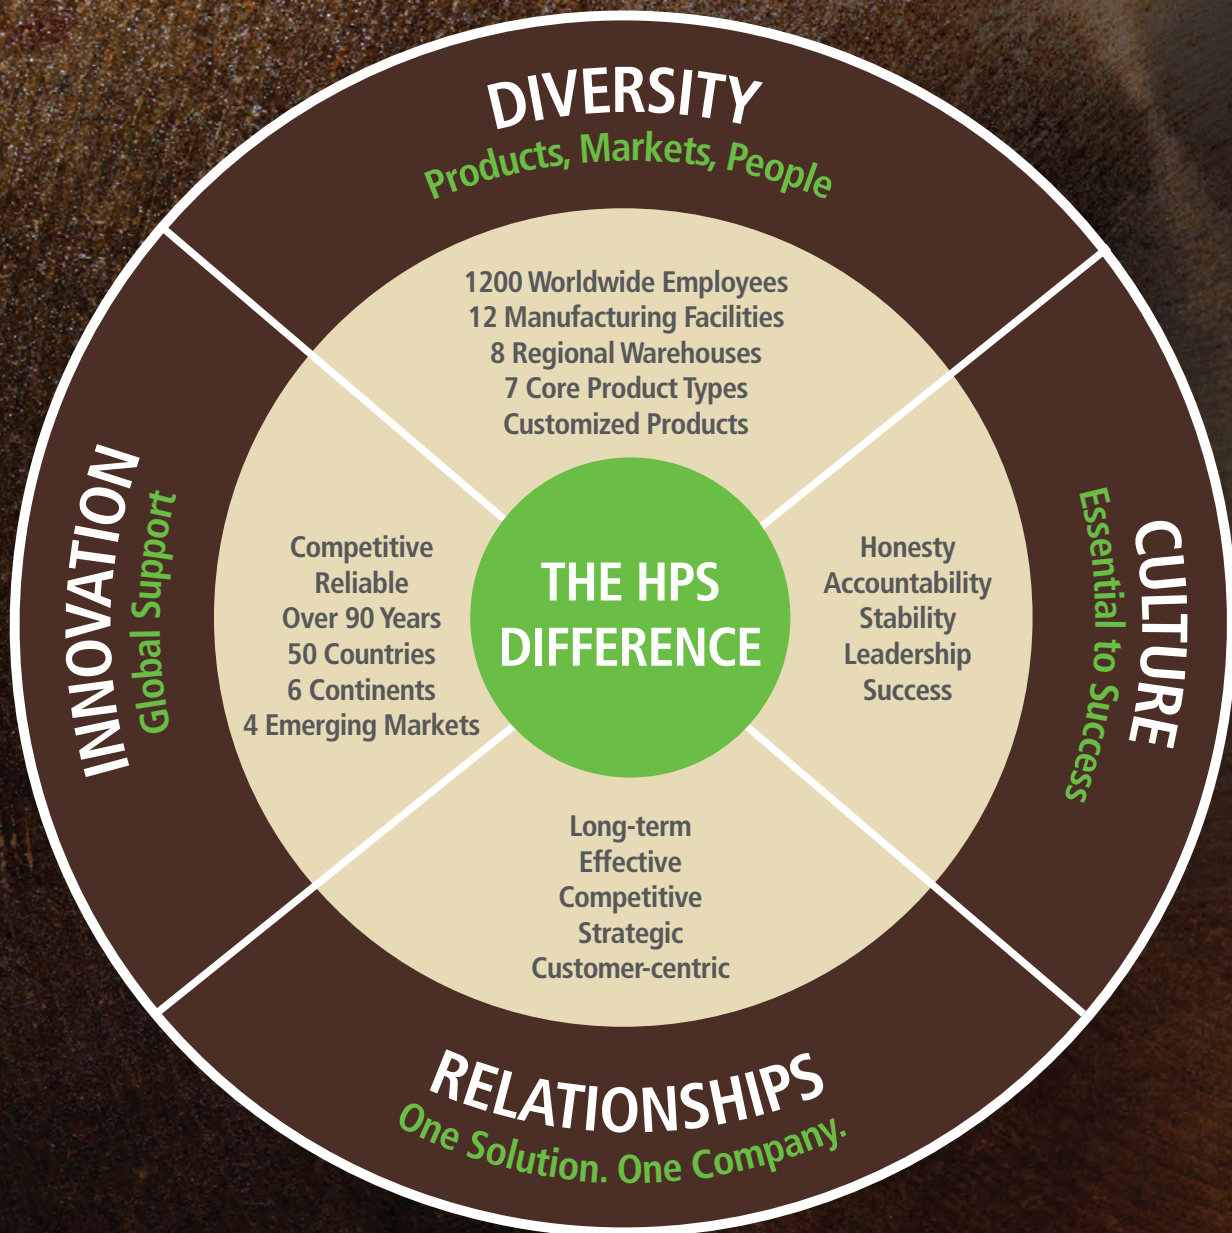 DIVERSITY
Products, Markets, People
1200 Worldwide Employees
12 Manufacturing Facilities
8 Regional Warehouses
7 Core Product Types
Customized Products
INNOVATION
Global Support
Competitive
Reliable
Over 90 Years
50 Countries
6 Continents
4 Emerging Markets
THE HPS
DIFFERENCE
Honesty
Accountability
Stability
Leadership
Success
CULTURE
Essential to Success
Long-term
Effective
Competitive
Strategic
Customer-centric
RELATIONSHIPS
One Solution. One Company.